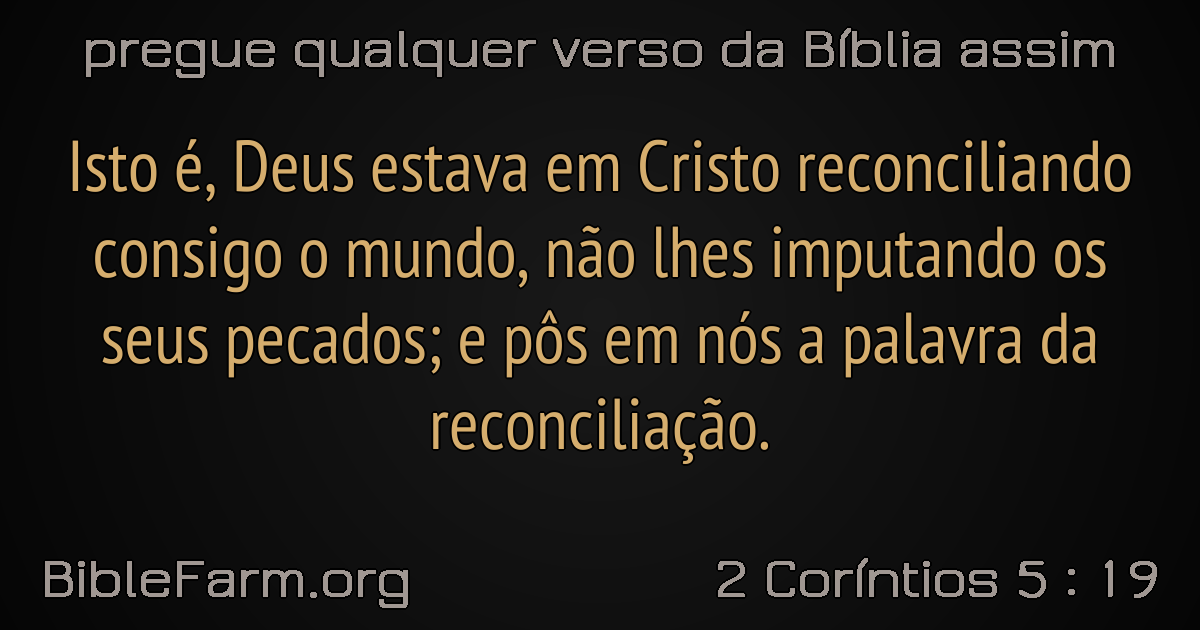 pregue qualquer verso da Bíblia assim
Isto é, Deus estava em Cristo reconciliando
consigo o mundo, não lhes imputando os
seus pecados; e pôs em nós a palavra da
reconciliação.
BibleFarm.org
2 Coríntios 5 : 19